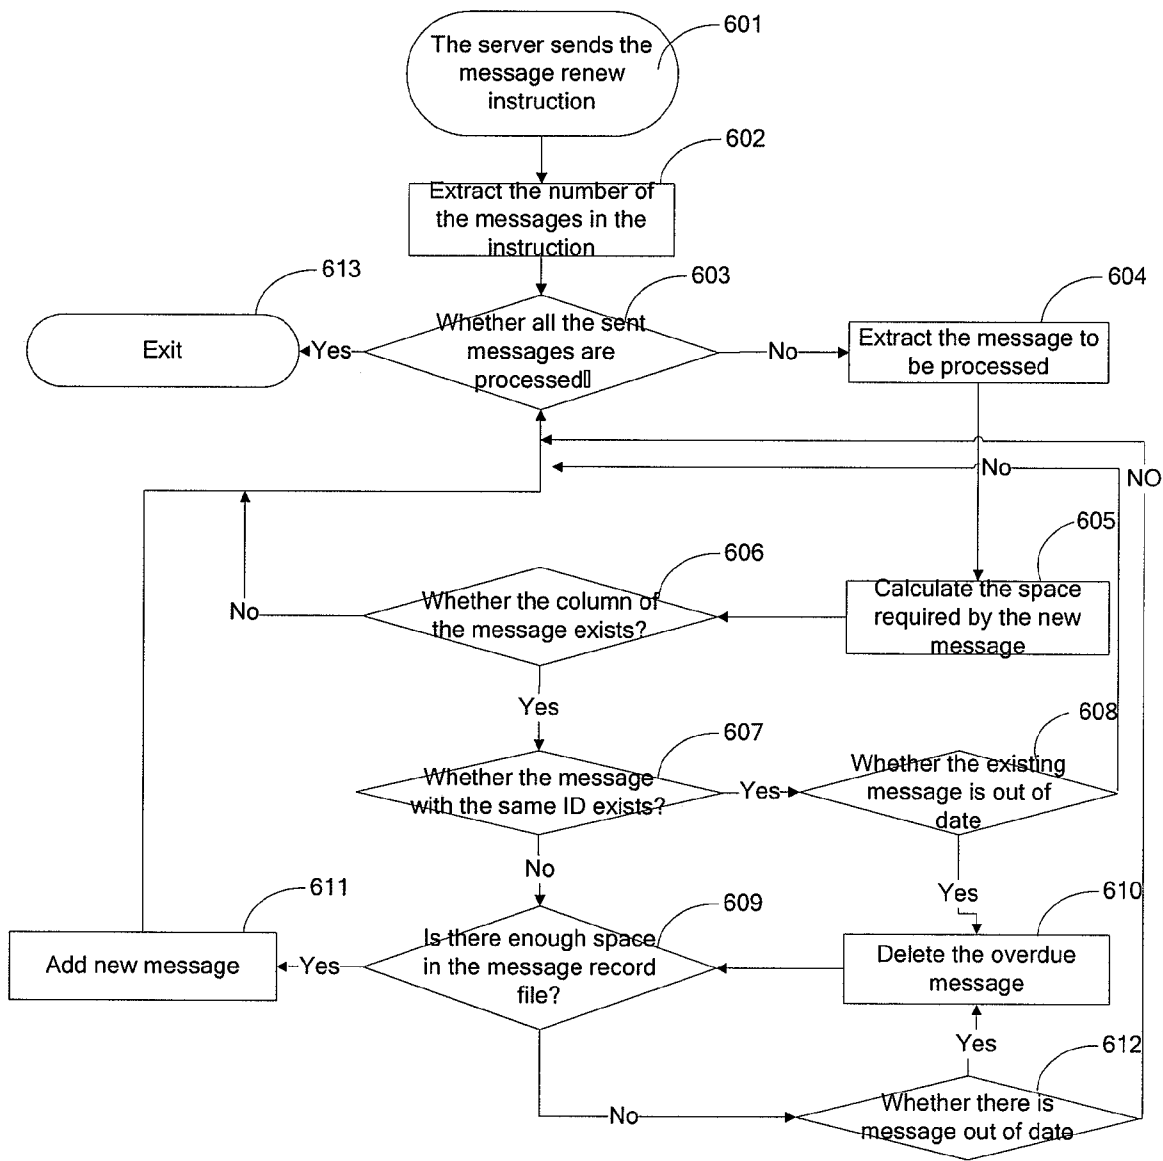 601
The server sends the
message renew
instruction
602
Extract the number of
the messages in the
instruction
613
603
604
Exit
Yes
Whether all the sent
messages are
processed▯
No
Extract the message to
be processed
No
NO
605
606
Calculate the space
required by the new
message
Whether the column of
the message exists?
No
Yes
607
608
Whether the message
with the same ID exists?
Yes
Whether the existing
message is out of
date
No
Yes
611
609
610
Add new message
Yes
Is there enough space
in the message record
file?
Delete the overdue
message
Yes
612
No
Whether there is
message out of date